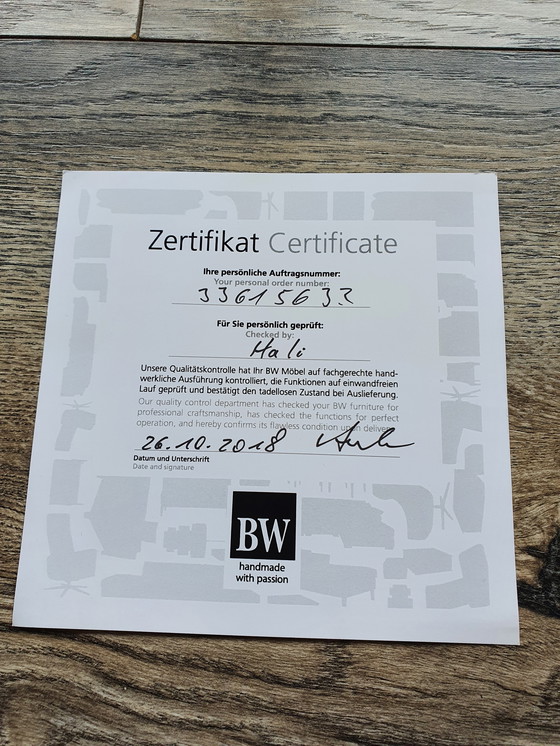 Zertifikat Certificate
Ihre persönliche Auftragsnummer:
Your personal order number:
33615632
Für Sie persönlich geprüft:
Checked by:
Hali
Unsere Qualitätskontrolle hat Ihr BW Möbel auf fachgerechte hand-
werkliche Ausführung kontrolliert, die Funktionen auf einwandfreien
Lauf geprüft und bestätigt den tadellosen Zustand bei Auslieferung.
Our quality control department has checked your BW furniture for
professional craftsmanship, has checked the functions for perfect
operation, and hereby confirms its flawless condition upon delivery.
26.10.2018
Datum und Unterschrift
Date and signature
BW
handmade
with passion